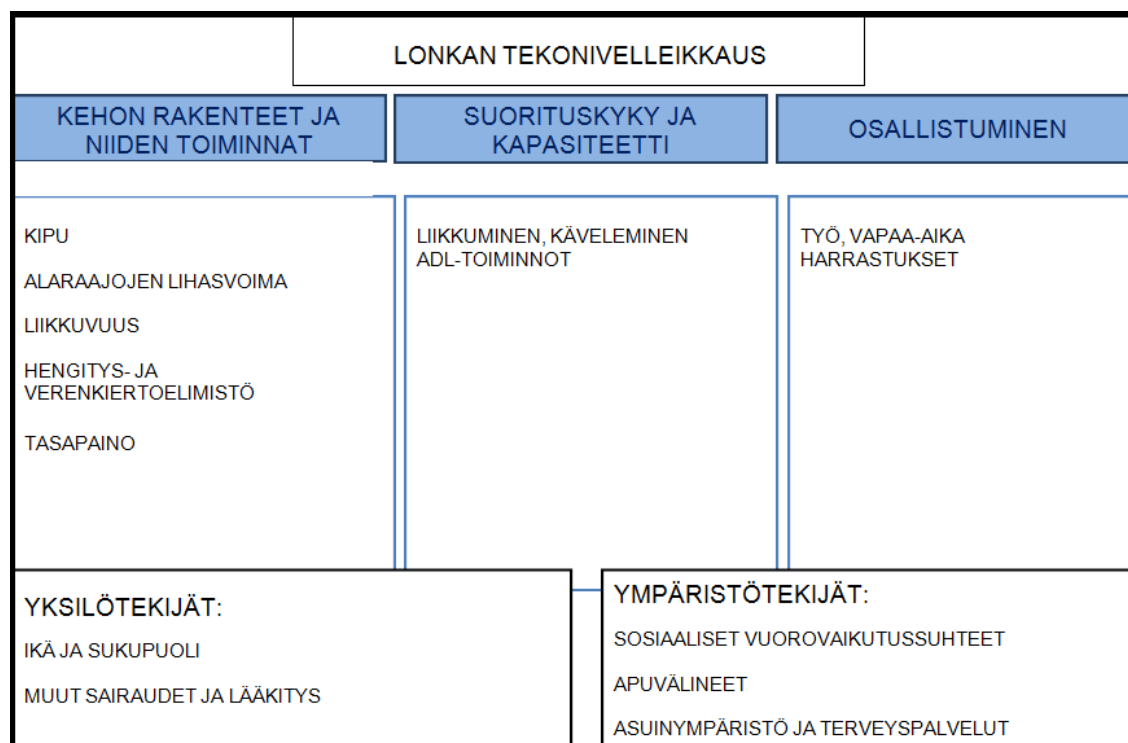 LONKAN TEKONIVELLEIKKAUS
KEHON RAKENTEET JA
NIIDEN TOIMINNAT
SUORITUSKYKY JA
KAPASITEETTI
OSALLISTUMINEN
KIPU
ALARAAJOJEN LIHASVOIMA
LIIKKUVUUS
HENGITYS- JA
VERENKIERTOELIMISTÖ
TASAPAINO
LIIKKUMINEN, KÄVELEMINEN
ADL-TOIMINNOT
TYÖ, VAPAA-AIKA
HARRASTUKSET
YKSILÖTEKIJÄT:
IKÄ JA SUKUPUOLI
MUUT SAIRAUDET JA LÄÄKITYS
YMPÄRISTÖTEKIJÄT:
SOSIAALISET VUOROVAIKUTUSSUHTEET
APUVÄLINEET
ASUINYMPÄRISTÖ JA TERVEYSPALVELUT